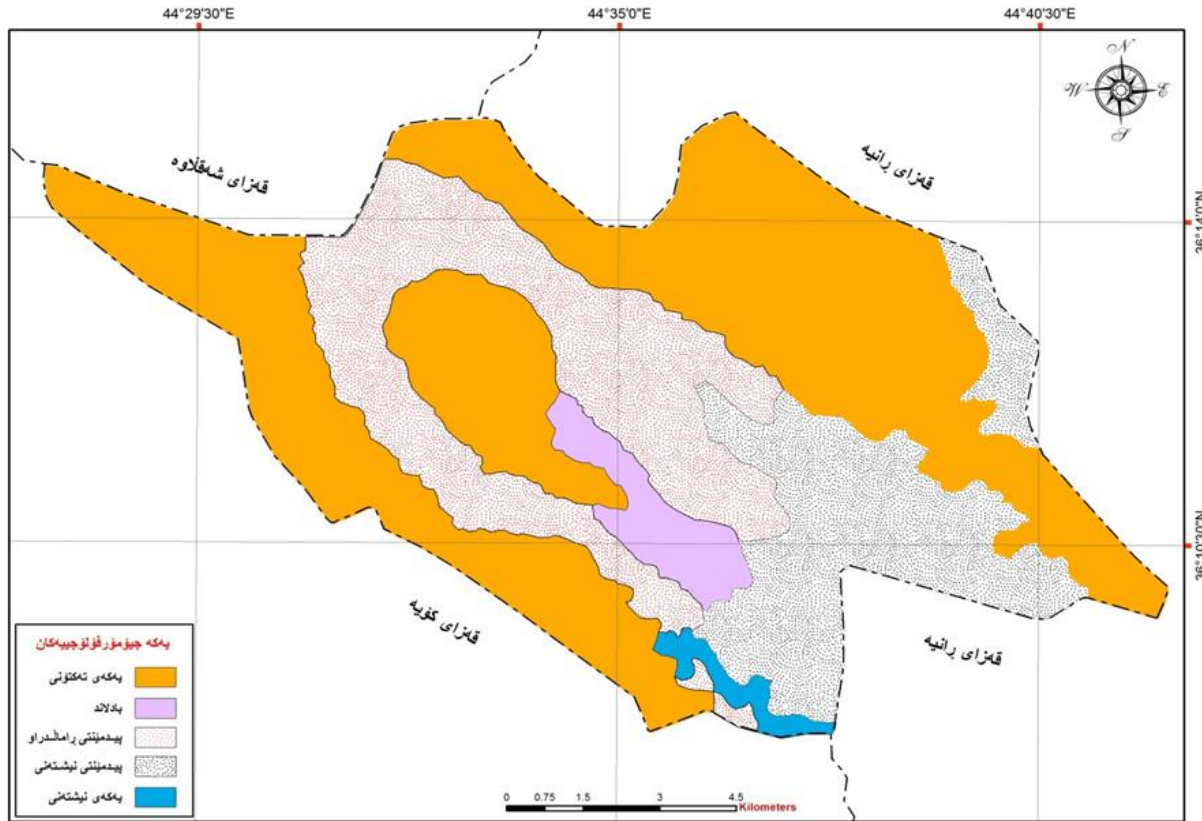 44°29'30"E
44°35'0"E
44°40'30"E
N
W
E
S
قەزای شەقڵاوە
قەزای ڕانیە
36°14'0"N
36°10'30"N
قەزای کۆیە
قەزای ڕانیە
یەکە جیۆمۆرفۆلۆجییەکان
یەکەی تەکتۆنی
بادلاند
پیدمێنتی ڕاماڵدراو
پیدمێنتی نیشتەنی
یەکەی نیشتەنی
0 0.75 1.5 3 4.5
Kilometers